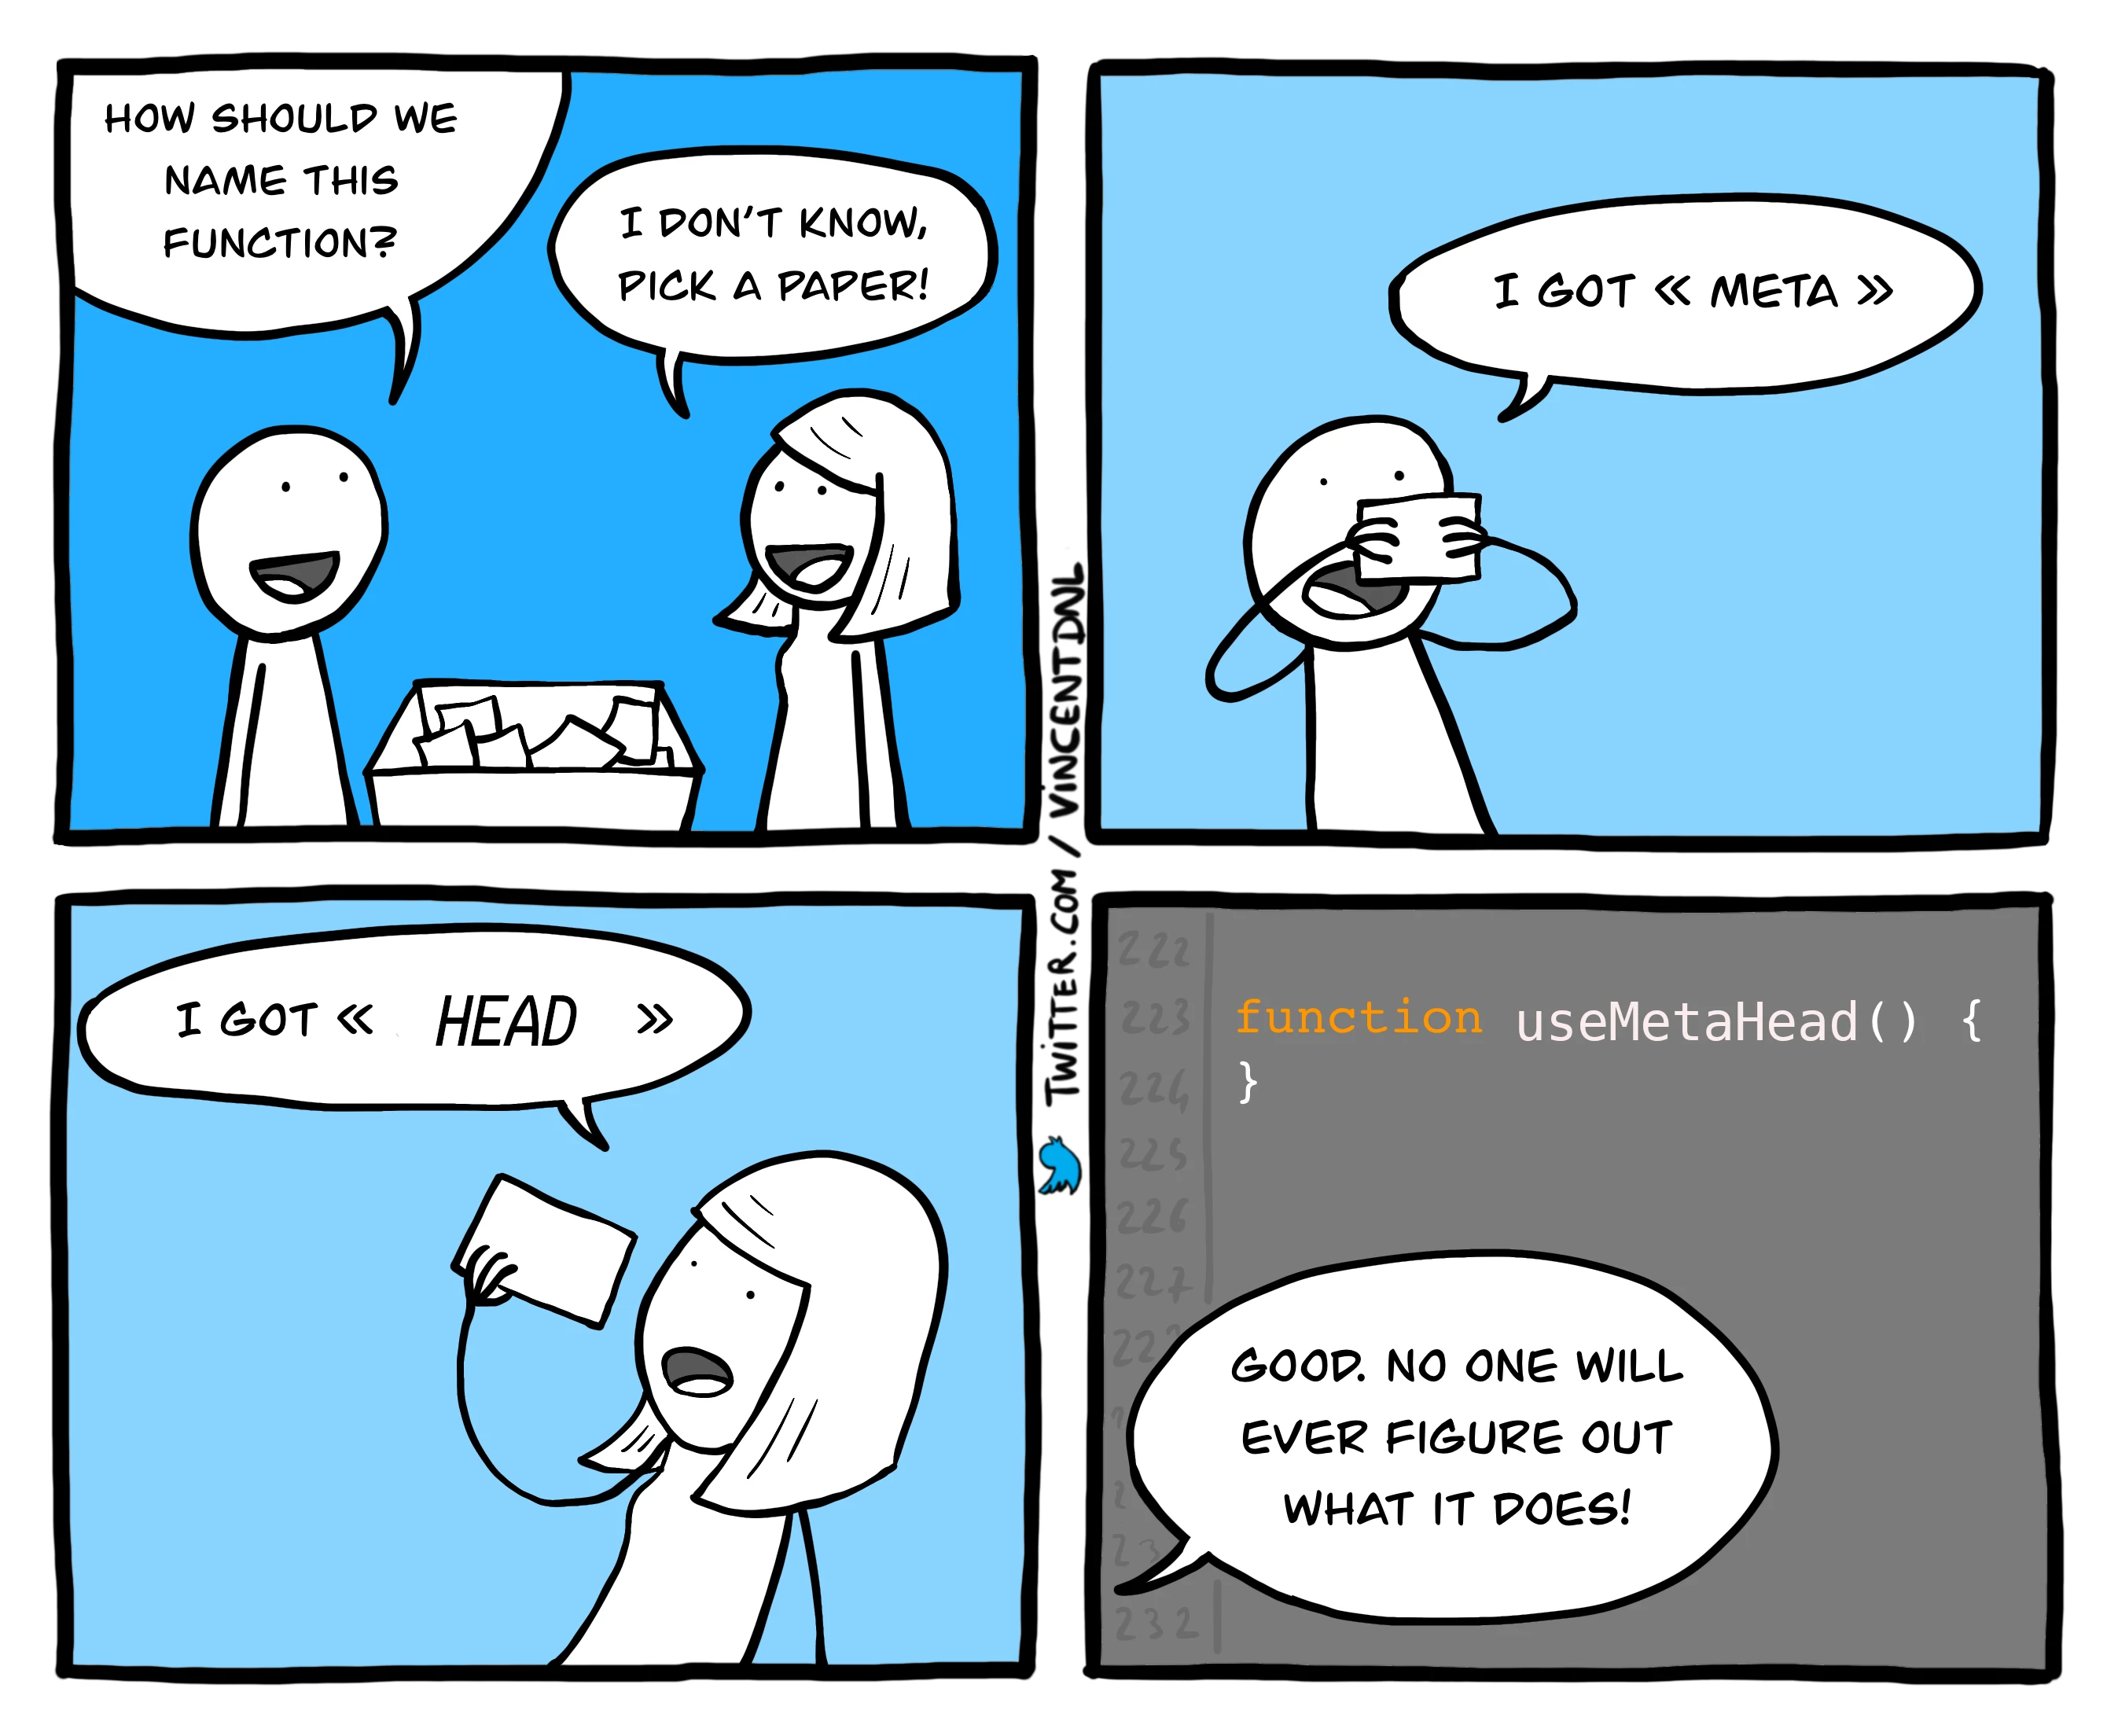 HOW SHOULD WE
NAME THIS
FUNCTION?
I DON'T KNOW,
PICK A PAPER!
I GOT « META »
I GOT « HEAD »
TWITTER.COM / VINCENTDNL
222
223 function useMetaHead() {
224 }
225
226
227
GOOD. NO ONE WILL
EVER FIGURE OUT
WHAT IT DOES!
232